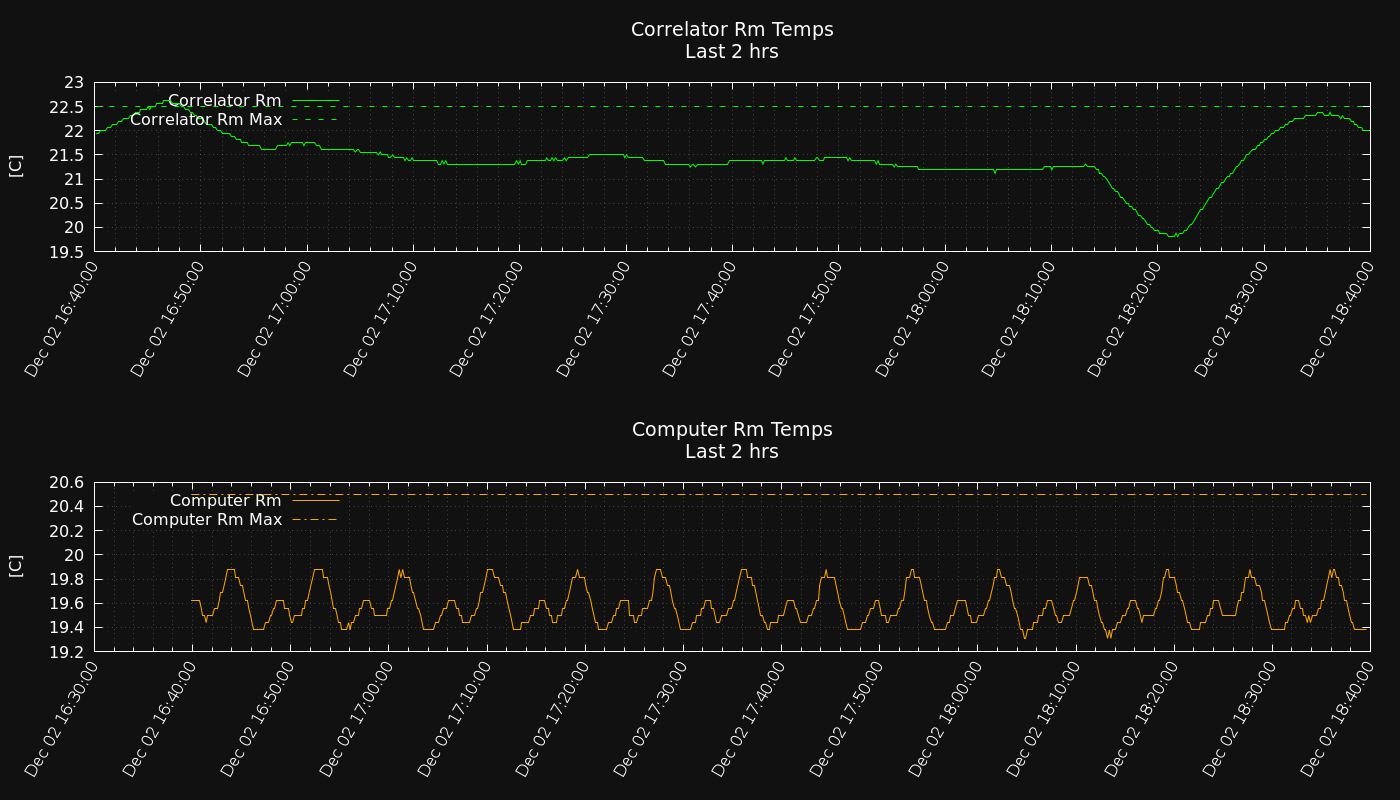 Correlator Rm Temps
Last 2 hrs
23
22.5
22
21.5
21
20.5
20
19.5
[C]
Correlator Rm
Correlator Rm Max
Dec 02 16:40:00
Dec 02 16:50:00
Dec 02 17:00:00
Dec 02 17:10:00
Dec 02 17:20:00
Dec 02 17:30:00
Dec 02 17:40:00
Dec 02 17:50:00
Dec 02 18:00:00
Dec 02 18:10:00
Dec 02 18:20:00
Dec 02 18:30:00
Dec 02 18:40:00
Computer Rm Temps
Last 2 hrs
20.6
20.4
20.2
20
19.8
19.6
19.4
19.2
[C]
Computer Rm
Computer Rm Max
Dec 02 16:30:00
Dec 02 16:40:00
Dec 02 16:50:00
Dec 02 17:00:00
Dec 02 17:10:00
Dec 02 17:20:00
Dec 02 17:30:00
Dec 02 17:40:00
Dec 02 17:50:00
Dec 02 18:00:00
Dec 02 18:10:00
Dec 02 18:20:00
Dec 02 18:30:00
Dec 02 18:40:00